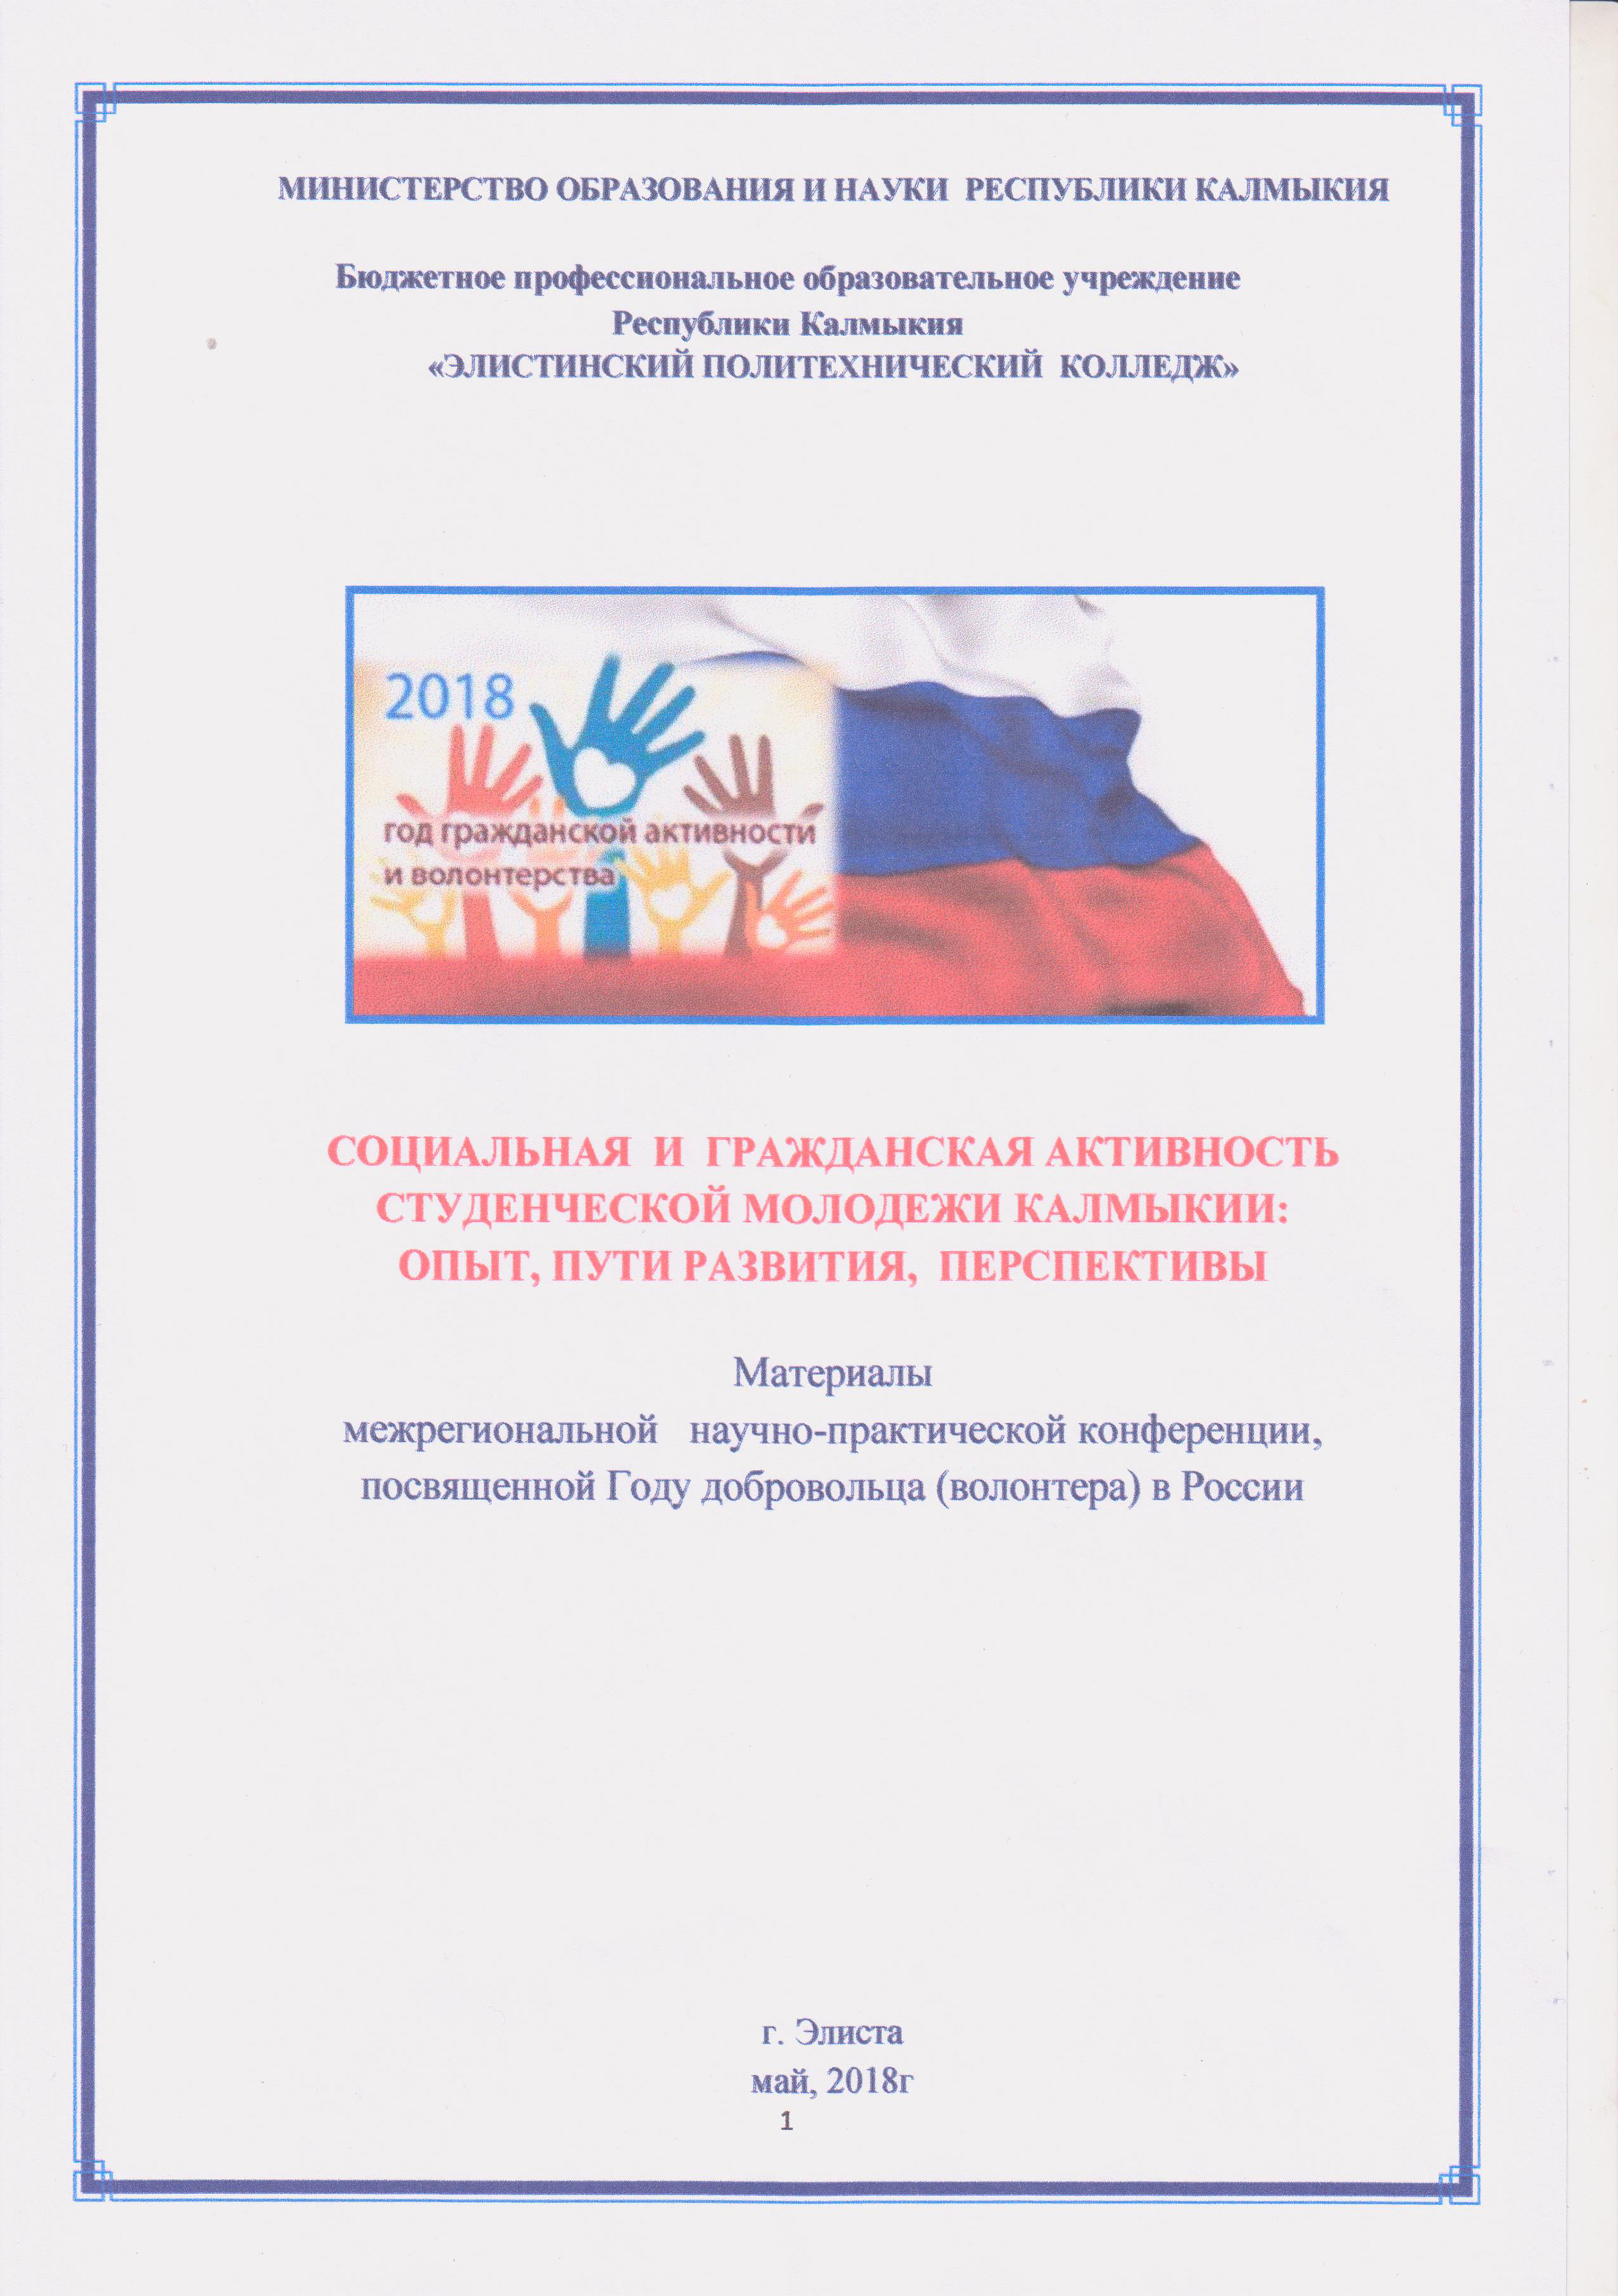 МИНИСТЕРСТВО ОБРАЗОВАНИЯ И НАУКИ РЕСПУБЛИКИ КАЛМЫКИЯ
Бюджетное профессиональное образовательное учреждение
Республики Калмыкия
«ЭЛИСТИНСКИЙ ПОЛИТЕХНИЧЕСКИЙ КОЛЛЕДЖ»
2018
год гражданской активности
и волонтерства
СОЦИАЛЬНАЯ И ГРАЖДАНСКАЯ АКТИВНОСТЬ
СТУДЕНЧЕСКОЙ МОЛОДЕЖИ КАЛМЫКИИ:
ОПЫТ, ПУТИ РАЗВИТИЯ, ПЕРСПЕКТИВЫ
Материалы
межрегиональной научно-практической конференции,
посвященной Году добровольца (волонтера) в России
г. Элиста
май, 2018г
1